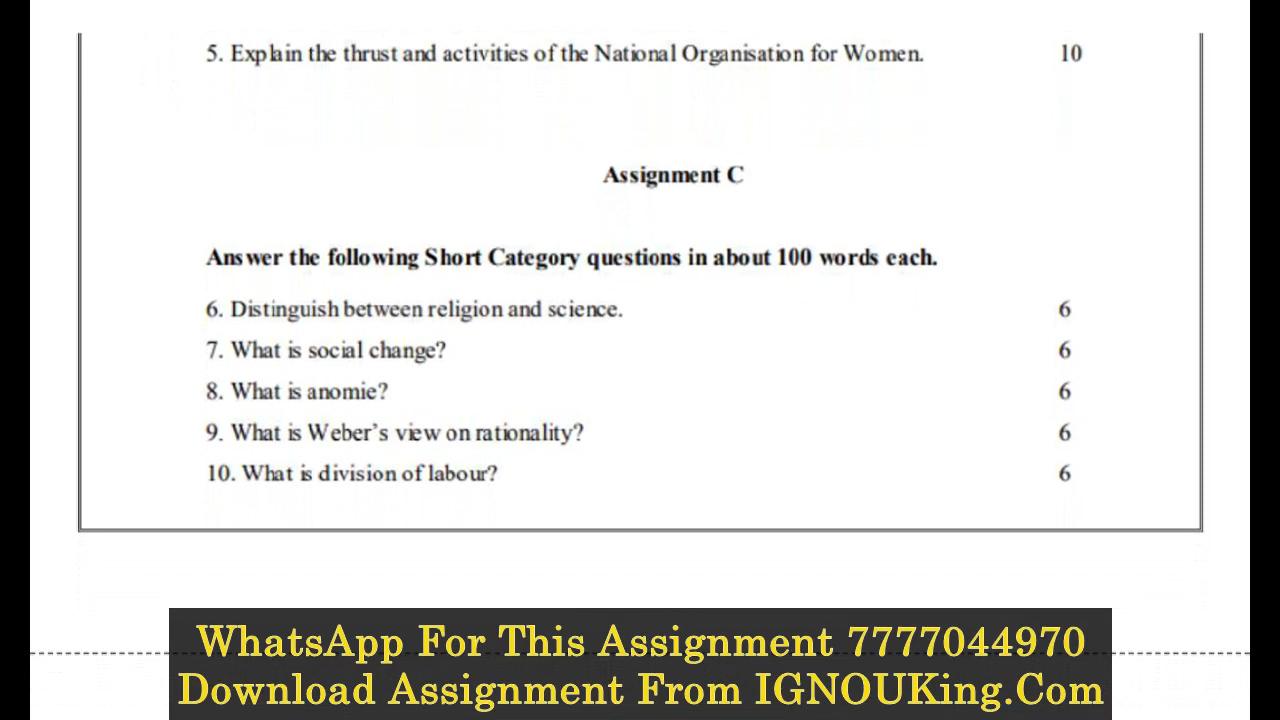 5. Explain the thrust and activities of the National Organisation for Women. 10
Assignment C
Answer the following Short Category questions in about 100 words each.
6. Distinguish between religion and science. 6
7. What is social change? 6
8. What is anomie? 6
9. What is Weber's view on rationality? 6
10. What is division of labour? 6
WhatsApp For This Assignment 7777044970
Download Assignment From IGNOUKing.Com